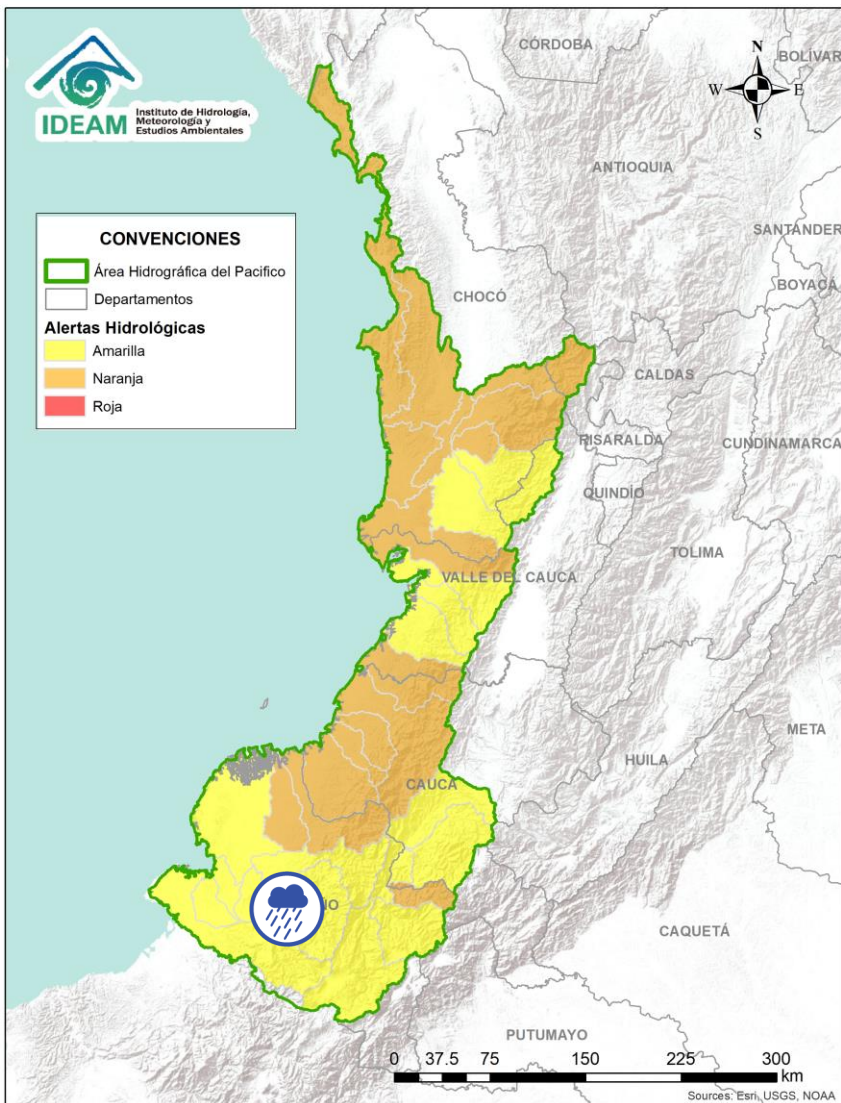 IDEAM
Instituto de Hidrología,
Meteorología y
Estudios Ambientales
CÓRDOBA
BOLÍVAR
N
W
E
S
ANTIOQUIA
SANTANDER
BOYACÁ
CONVENCIONES
Área Hidrográfica del Pacifico
Departamentos
Alertas Hidrológicas
Amarilla
Naranja
Roja
CHOCÓ
CALDAS
RISARALDA
CUNDINAMARCA
QUINDÍO
TOLIMA
VALLE DEL CAUCA
META
HUILA
CAUCA
CAQUETÁ
PUTUMAYO
0 37.5 75 150 225 300
km
Sources: Esri, USGS, NOAA